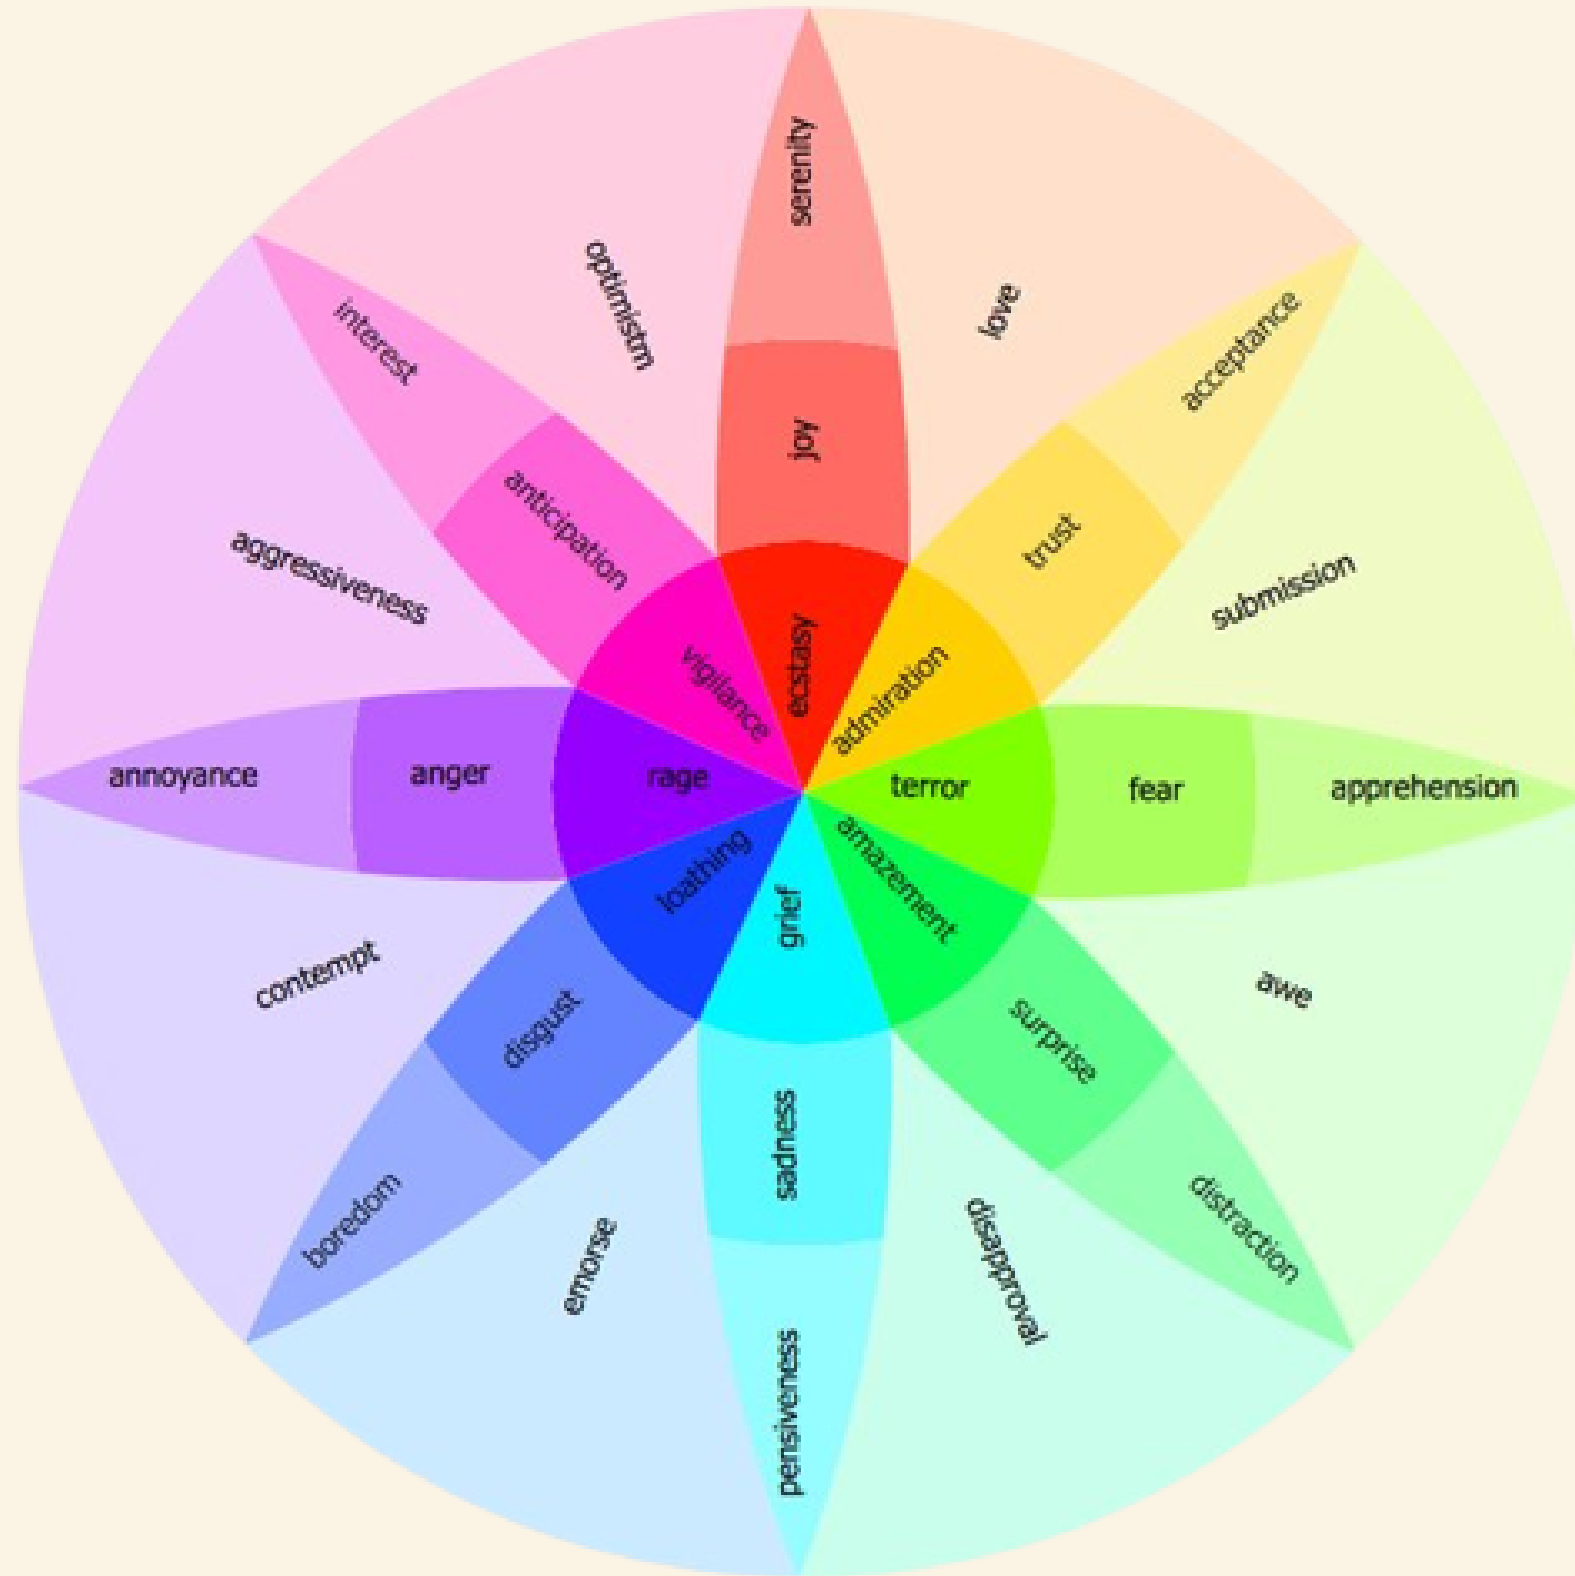 serenity
joy
ecstasy
love
acceptance
trust
admiration
submission
terror
fear
apprehension
awe
amazement
surprise
distraction
disapproval
grief
sadness
pensiveness
emorse
loathing
disgust
boredom
contempt
rage
anger
annoyance
aggressiveness
vigilance
anticipation
interest
optimistm